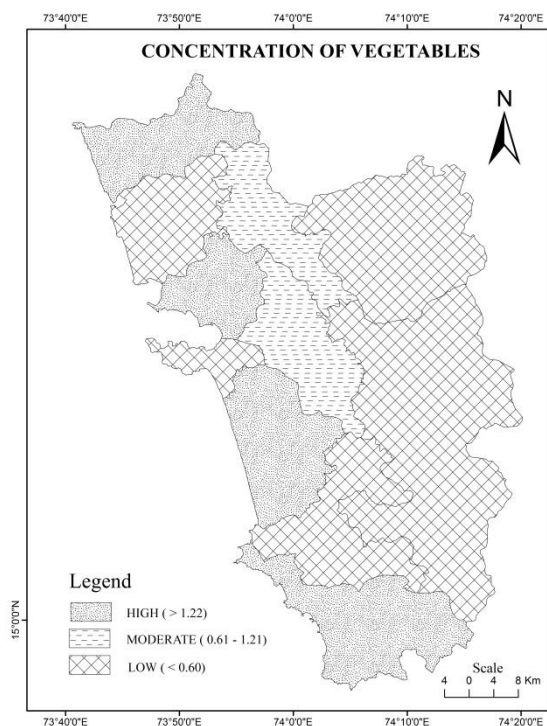 73°40'0"E 73°50'0"E 74°0'0"E 74°10'0"E 74°20'0"E
CONCENTRATION OF VEGETABLES
N
Legend
HIGH ( > 1.22)
MODERATE ( 0.61 - 1.21)
LOW ( < 0.60)
15°0'0"N
Scale
4 0 4 8 Km
73°40'0"E 73°50'0"E 74°0'0"E 74°10'0"E 74°20'0"E